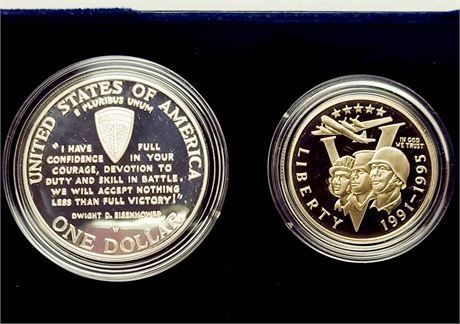 UNITED STATES OF AMERICA
E PLURIBUS UNUM
"I HAVE FULL
CONFIDENCE IN YOUR
COURAGE, DEVOTION TO
DUTY AND SKILL IN BATTLE.
WE WILL ACCEPT NOTHING
LESS THAN FULL VICTORY!"
DWIGHT D. EISENHOWER
W
ONE DOLLAR
LIBERTY
IN GOD
WE TRUST
1991-1995